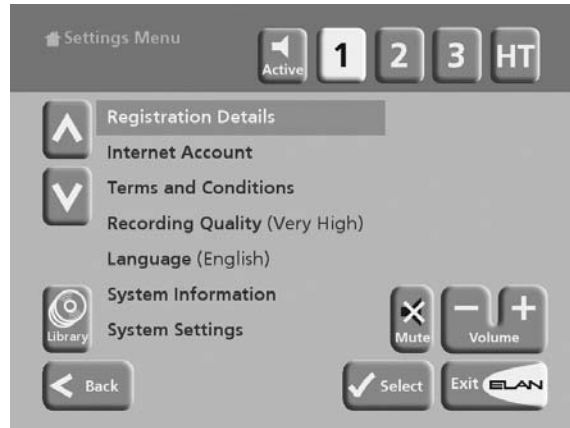 Settings Menu
Active 1 2 3 HT
Registration Details
Internet Account
Terms and Conditions
Recording Quality (Very High)
Language (English)
System Information
System Settings
Library
Mute
Volume
Back
Select
Exit ELAN